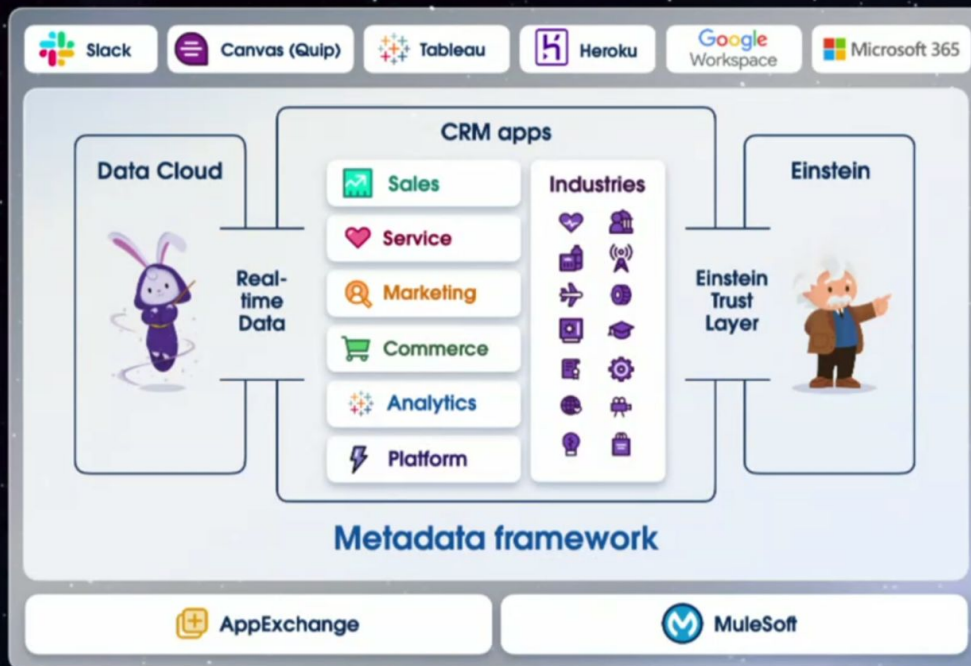 Slack
Canvas (Quip)
Tableau
Heroku
Google
Workspace
Microsoft 365
CRM apps
Data Cloud
Real-
time
Data
Sales
Service
Marketing
Commerce
Analytics
Platform
Industries
Einstein
Trust
Layer
Einstein
Metadata framework
AppExchange
MuleSoft